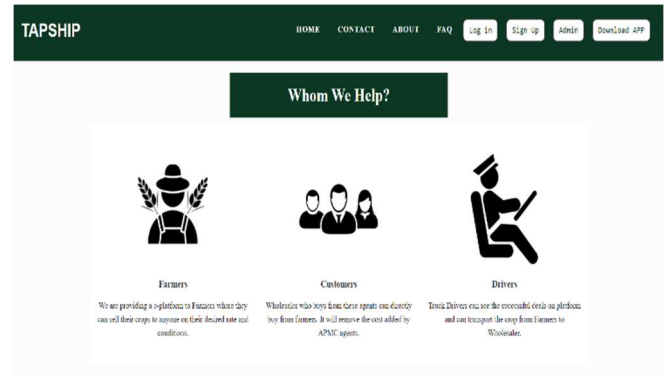 TAPSHIP
HOME CONTACT ABOUT FAQ Log in Sign Up Admin Download APP
Whom We Help?
Farmers
We are providing a e-platform to Farmers where they
can sell their crops to anyone on their desired rate and
conditions.
Customers
Wholesaler who buys from these agents can directly
buy from farmers. It will remove the cost added by
APMC agents.
Drivers
Truck Drivers can see the successful deals on platform
and can transport the crop from Farmers to
Wholesaler.